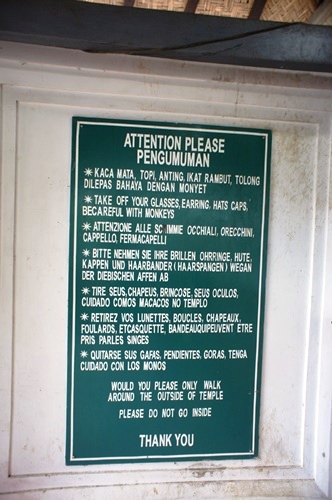 ATTENTION PLEASE
PENGUMUMAN
✳ KACA MATA, TOPI, ANTING, IKAT RAMBUT, TOLONG
DILEPAS BAHAYA DENGAN MONYET
✳ TAKE OFF YOUR GLASSES, EARRING. HATS CAPS,
BECAREFUL WITH MONKEYS
✳ ATTENZIONE ALLE SC IMME OCCHIALI, ORECCHINI,
CAPPELLO, FERMACAPELLI
✳ BITTE NEHMEN SIE IHRE BRILLEN OHRRINGE, HUTE,
KAPPEN UND HAARBANDER (HAARSPANGEN) WEGAN
DER DIEBISCHEN AFFEN AB
✳ TIRE SEUS, CHAPEUS, BRINCOSE, SEUS OCULOS,
CUIDADO COMOS MACACOS NO TEMPLO
✳ RETIREZ VOS LUNETTES, BOUCLES, CHAPEAUX,
FOULARDS, ETCASQUETTE, BANDEAUQUIPEUVENT ETRE
PRIS PARLES SINGES
✳ QUITARSE SUS GAFAS, PENDIENTES, GORAS, TENGA
CUIDADO CON LOS MONOS
WOULD YOU PLEASE ONLY WALK
AROUND THE OUTSIDE OF TEMPLE
PLEASE DO NOT GO INSIDE
THANK YOU